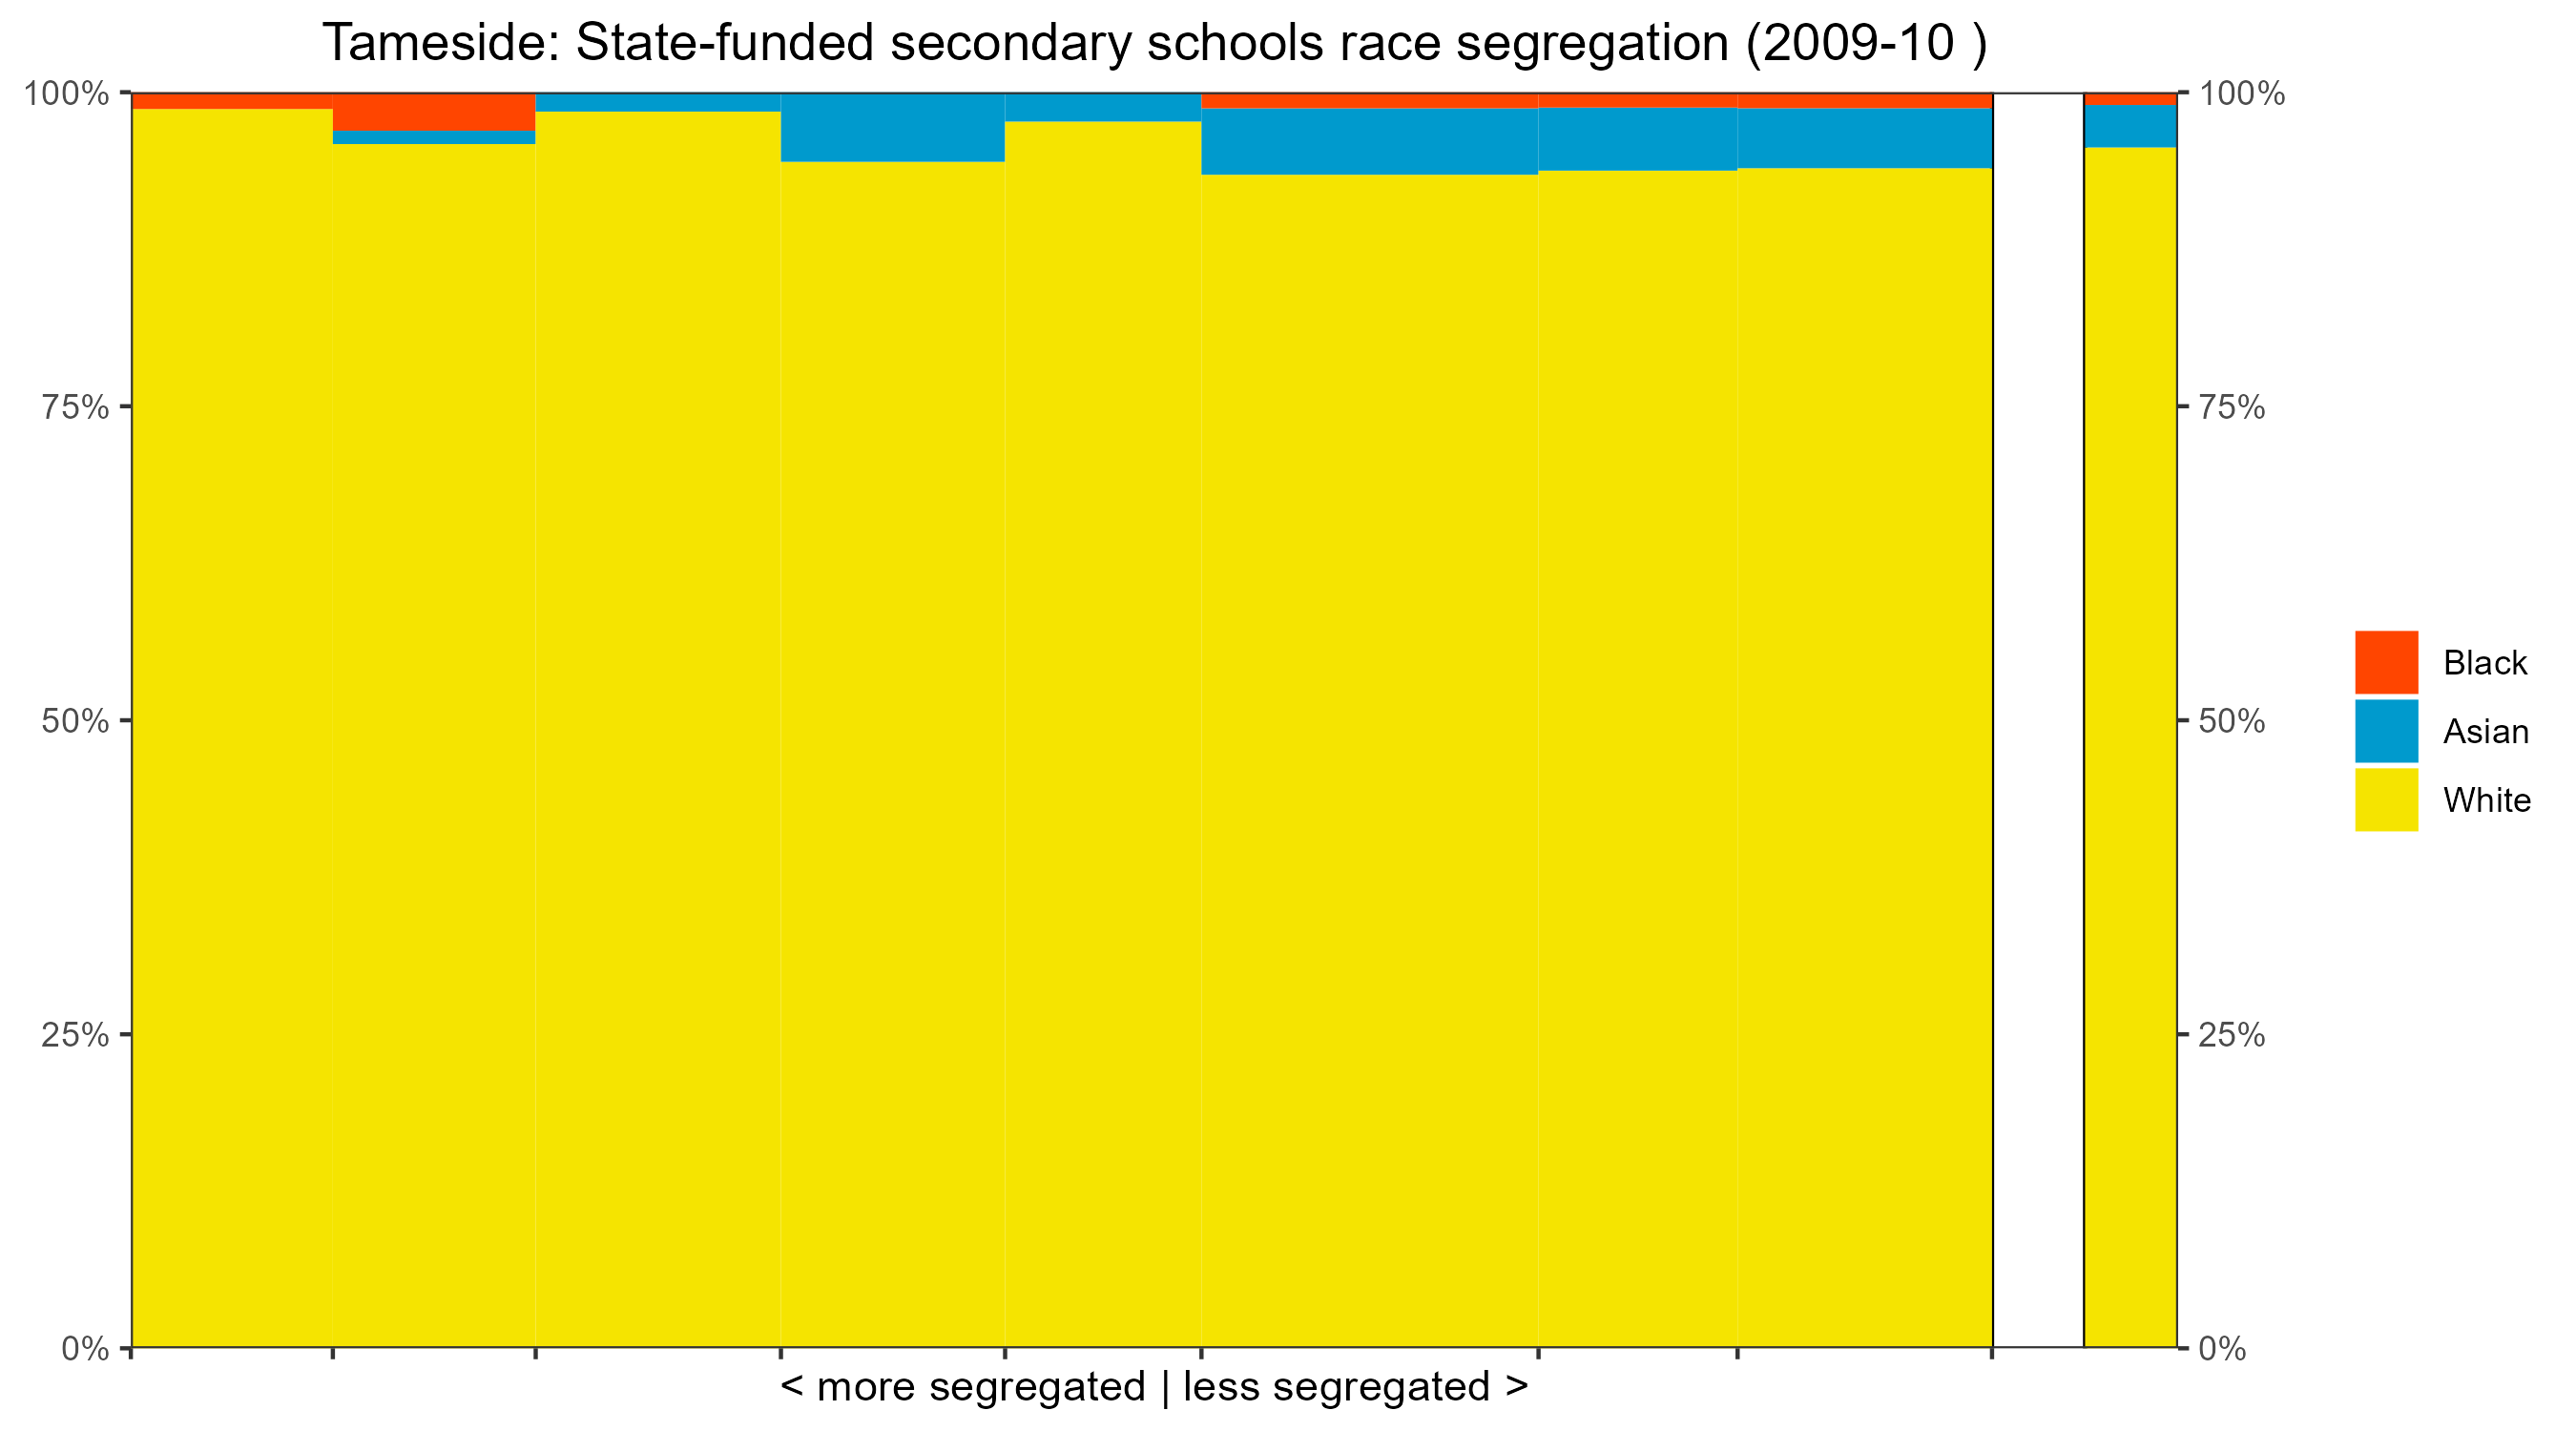 Tameside: State-funded secondary schools race segregation (2009-10 )
100%
75%
50%
25%
0%
100%
75%
50%
25%
0%
Black
Asian
White
< more segregated | less segregated >